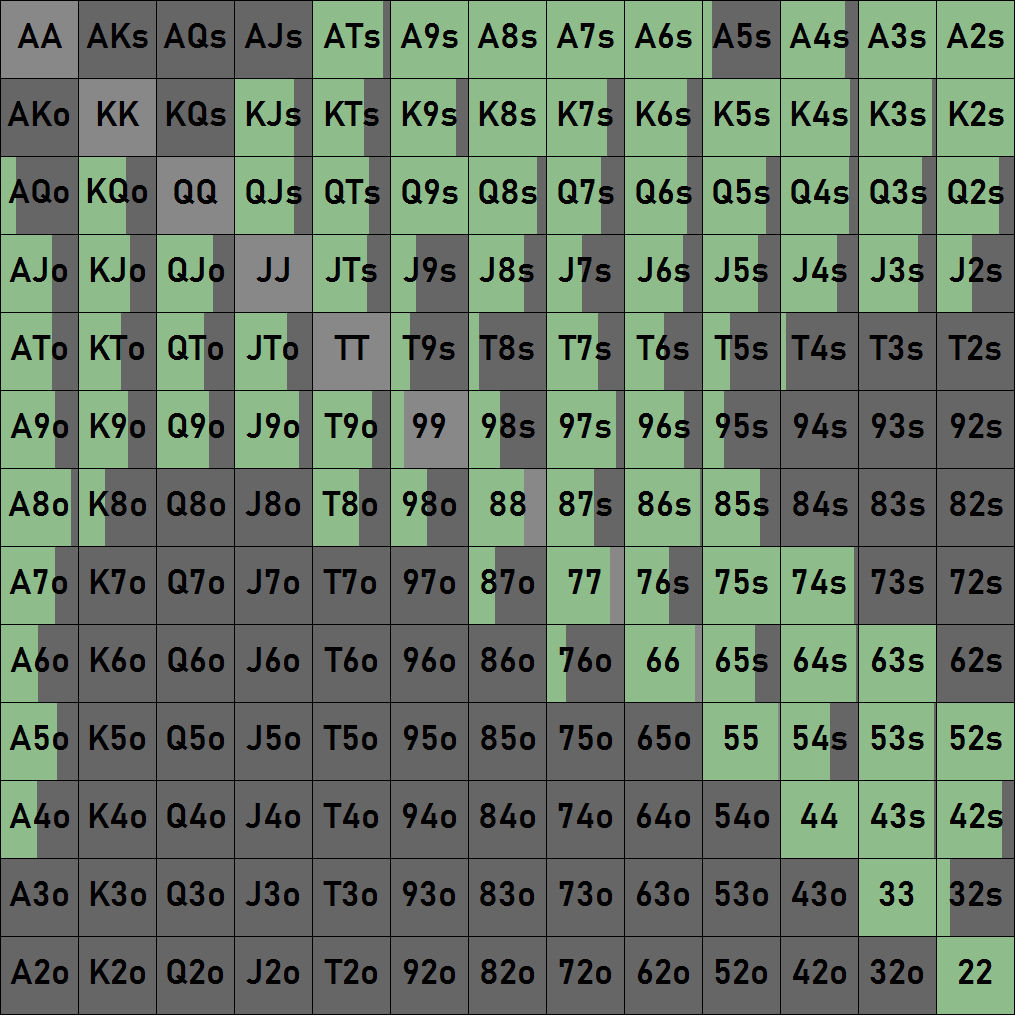 AA AKs AQs AJs ATs A9s A8s A7s A6s A5s A4s A3s A2s
AKo KK KQs KJs KTs K9s K8s K7s K6s K5s K4s K3s K2s
AQo KQo QQ QJs QTs Q9s Q8s Q7s Q6s Q5s Q4s Q3s Q2s
AJo KJo QJo JJ JTs J9s J8s J7s J6s J5s J4s J3s J2s
ATo KTo QTo JTo TT T9s T8s T7s T6s T5s T4s T3s T2s
A9o K9o Q9o J9o T9o 99 98s 97s 96s 95s 94s 93s 92s
A8o K8o Q8o J8o T8o 98o 88 87s 86s 85s 84s 83s 82s
A7o K7o Q7o J7o T7o 97o 87o 77 76s 75s 74s 73s 72s
A6o K6o Q6o J6o T6o 96o 86o 76o 66 65s 64s 63s 62s
A5o K5o Q5o J5o T5o 95o 85o 75o 65o 55 54s 53s 52s
A4o K4o Q4o J4o T4o 94o 84o 74o 64o 54o 44 43s 42s
A3o K3o Q3o J3o T3o 93o 83o 73o 63o 53o 43o 33 32s
A2o K2o Q2o J2o T2o 92o 82o 72o 62o 52o 42o 32o 22